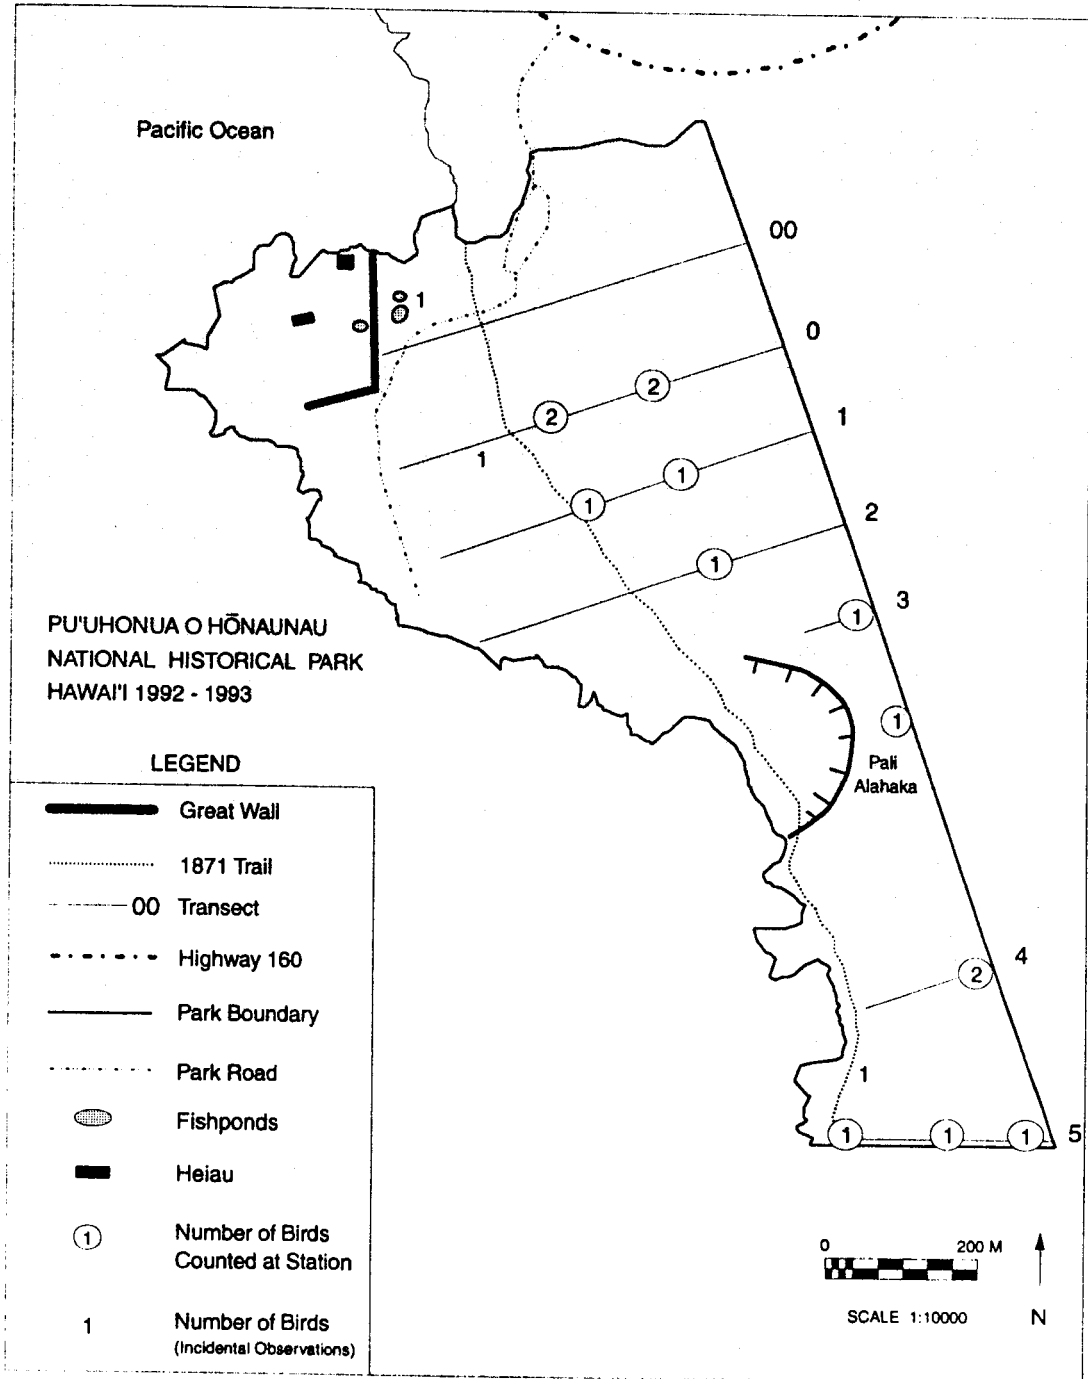 Pacific Ocean
00
1
0
2
2
1
1
1
1
2
1
3
1
1
PU'UHONUA O HŌNAUNAU
NATIONAL HISTORICAL PARK
HAWAI'I 1992 - 1993
1
Pali
Alahaka
4
2
1
1
1
1
5
LEGEND
Great Wall
1871 Trail
00 Transect
Highway 160
Park Boundary
Park Road
Fishponds
Heiau
1
Number of Birds
Counted at Station
1
Number of Birds
(Incidental Observations)
0 200 M
SCALE 1:10000
N